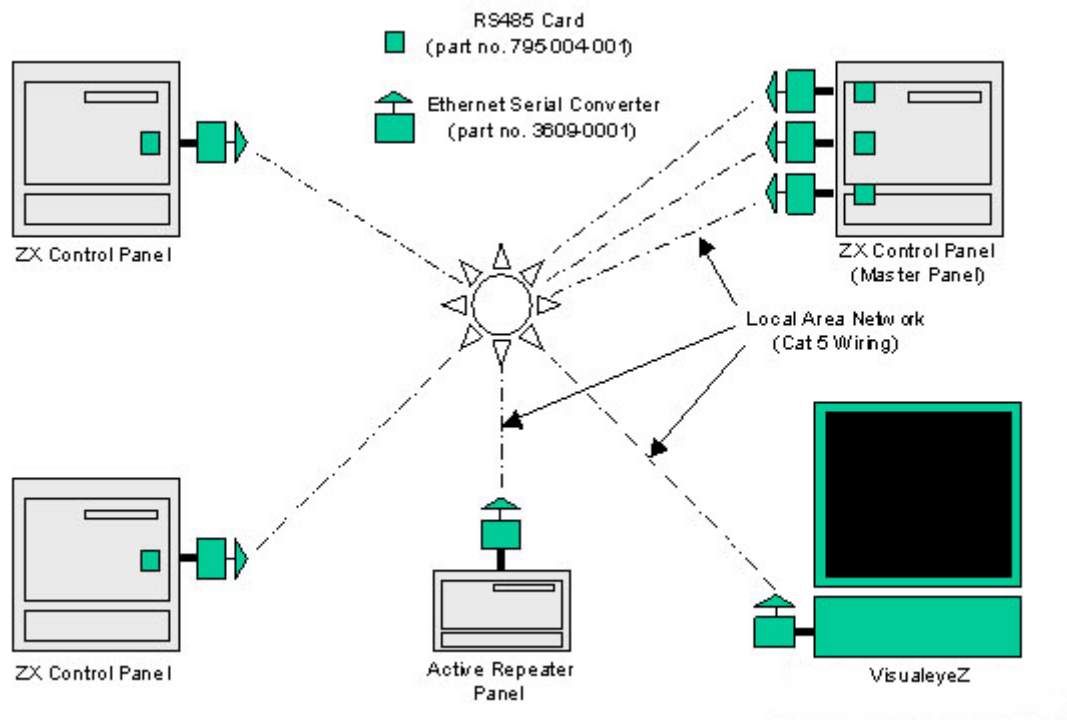 RS485 Card
(part no. 795-004-001)
Ethernet Serial Converter
(part no. 3609-0001)
ZX Control Panel
ZX Control Panel
(Master Panel)
Local Area Network
(Cat 5 Wiring)
ZX Control Panel
Active Repeater
Panel
VisualeyeZ